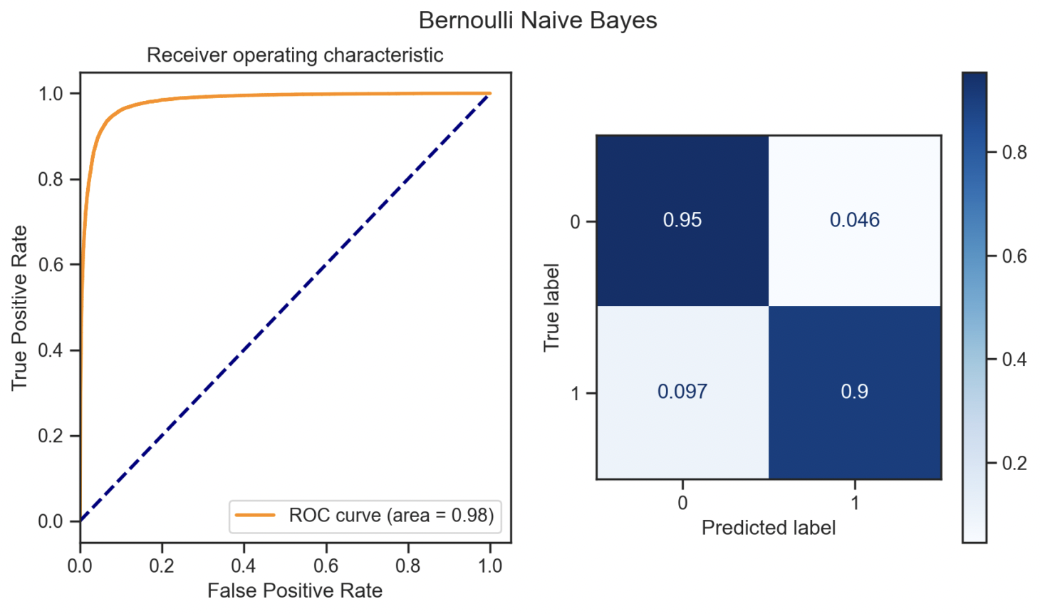 Bernoulli Naive Bayes
Receiver operating characteristic
True Positive Rate
1.0
0.8
0.6
0.4
0.2
0.0
ROC curve (area = 0.98)
0.0 0.2 0.4 0.6 0.8 1.0
False Positive Rate
True label
0 0.95 0.046
1 0.097 0.9
0 1
Predicted label
0.8
0.6
0.4
0.2